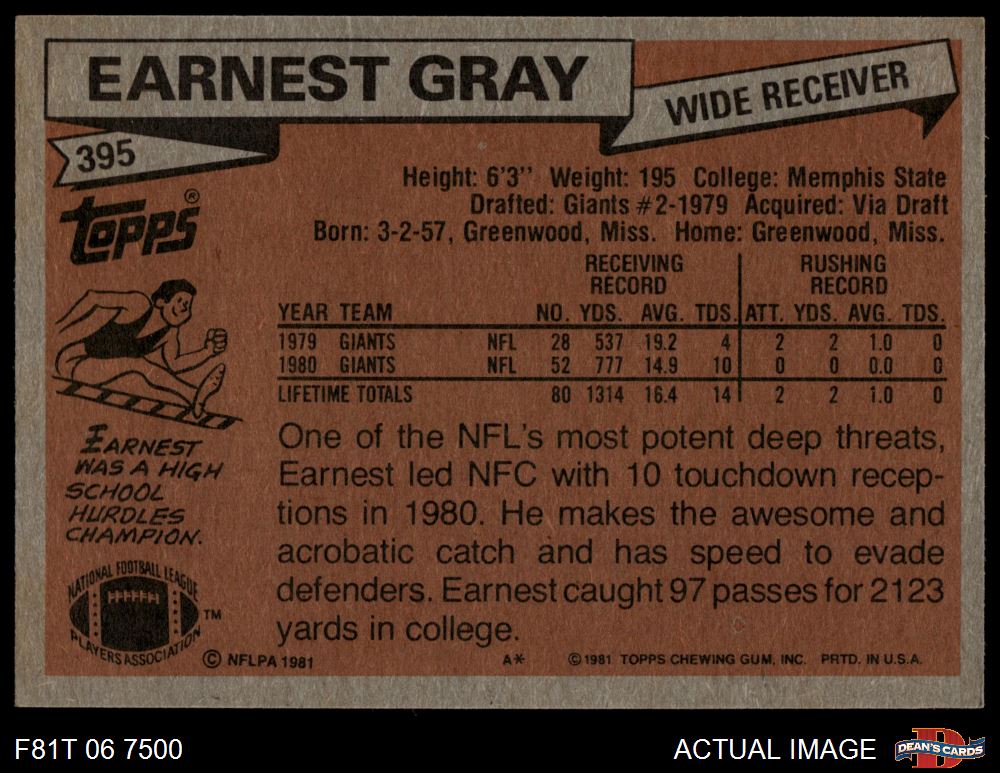 EARNEST GRAY
WIDE RECEIVER
395
TOPPS®
Height: 6'3" Weight: 195 College: Memphis State
Drafted: Giants #2-1979 Acquired: Via Draft
Born: 3-2-57, Greenwood, Miss. Home: Greenwood, Miss.
RECEIVING RECORD RUSHING RECORD
YEAR TEAM NO. YDS. AVG. TDS. ATT. YDS. AVG. TDS.
1979 GIANTS NFL 28 537 19.2 4 2 2 1.0 0
1980 GIANTS NFL 52 777 14.9 10 0 0 0.0 0
LIFETIME TOTALS 80 1314 16.4 14 2 2 1.0 0
EARNEST
WAS A HIGH
SCHOOL
HURDLES
CHAMPION.
One of the NFL's most potent deep threats,
Earnest led NFC with 10 touchdown recep-
tions in 1980. He makes the awesome and
acrobatic catch and has speed to evade
defenders. Earnest caught 97 passes for 2123
yards in college.
NATIONAL FOOTBALL LEAGUE
PLAYERS ASSOCIATION
TM
© NFLPA 1981
A*
© 1981 TOPPS CHEWING GUM, INC. PRTD. IN U.S.A.
F81T 06 7500
ACTUAL IMAGE
D
DEAN'S CARDS